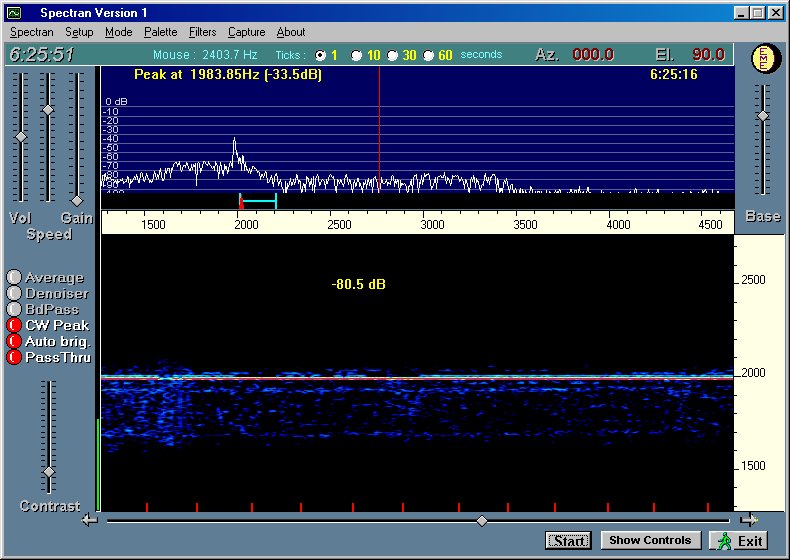 Spectran Version 1
Spectran Setup Mode Palette Filters Capture About
6:25:51 Mouse : 2403.7 Hz Ticks : 1 10 30 60 seconds Az. 000.0 El. 90.0
EME
Peak at 1983.85Hz [-33.5dB] 6:25:16
0 dB
-10
-20
-30
-40
-50
-60
-70
-80
-90
-100
Vol Gain
Speed
Base
1500 2000 2500 3000 3500 4000 4500
Average
Denoiser
BdPass
CW Peak
Auto brig.
PassThru
-80.5 dB
2500
2000
1500
Contrast
Start Show Controls Exit